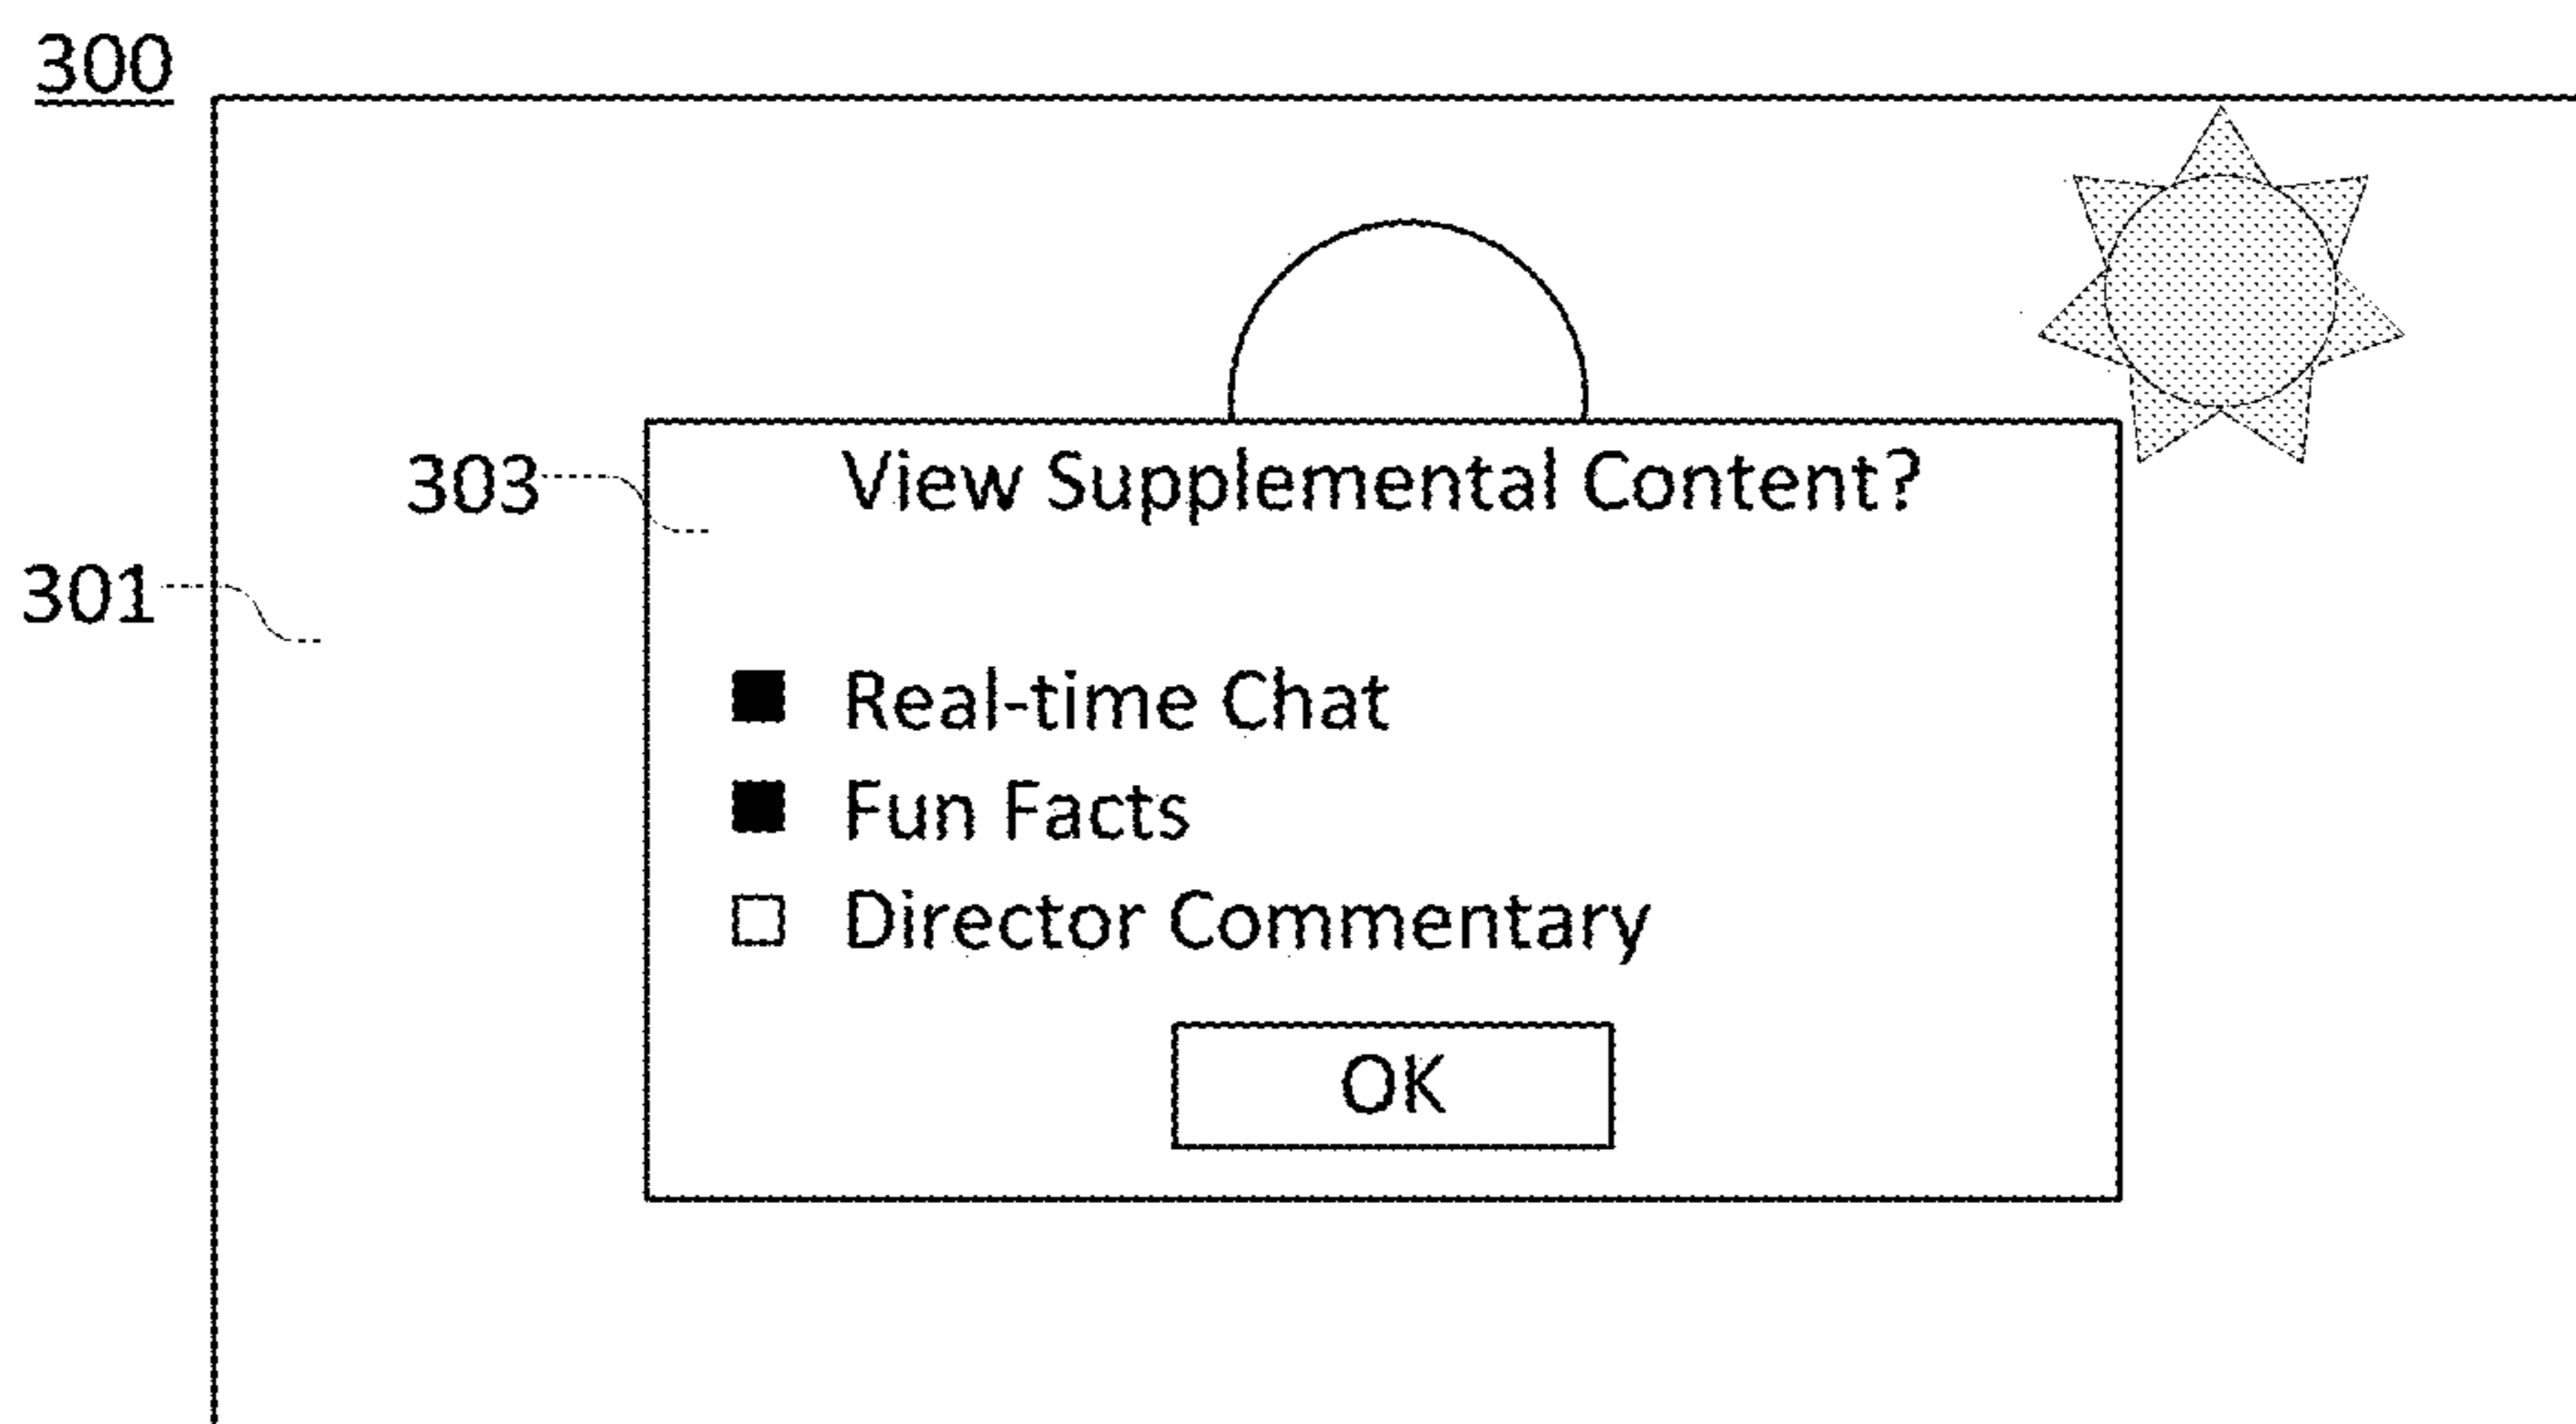 300
View Supplemental Content?
303
301
Real-time Chat
Fun Facts
Director Commentary
OK